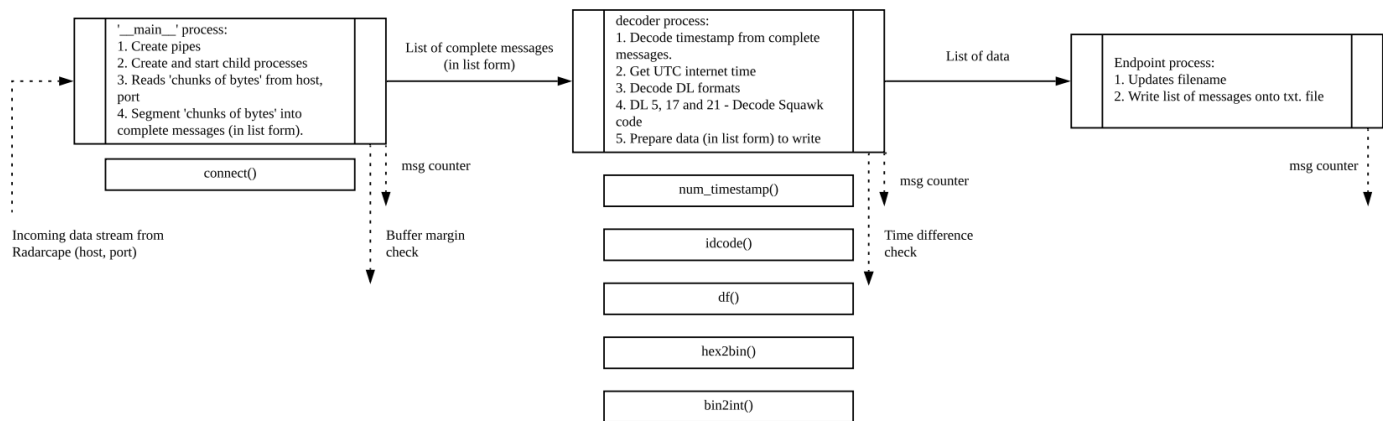 '__main__' process:
1. Create pipes
2. Create and start child processes
3. Reads 'chunks of bytes' from host,
port
4. Segment 'chunks of bytes' into
complete messages (in list form).
connect()
Incoming data stream from
Radarcape (host, port)
msg counter
Buffer margin
check
List of complete messages
(in list form)
decoder process:
1. Decode timestamp from complete
messages.
2. Get UTC internet time
3. Decode DL formats
4. DL 5, 17 and 21 - Decode Squawk
code
5. Prepare data (in list form) to write
num_timestamp()
idcode()
df()
hex2bin()
bin2int()
msg counter
Time difference
check
List of data
Endpoint process:
1. Updates filename
2. Write list of messages onto txt. file
msg counter